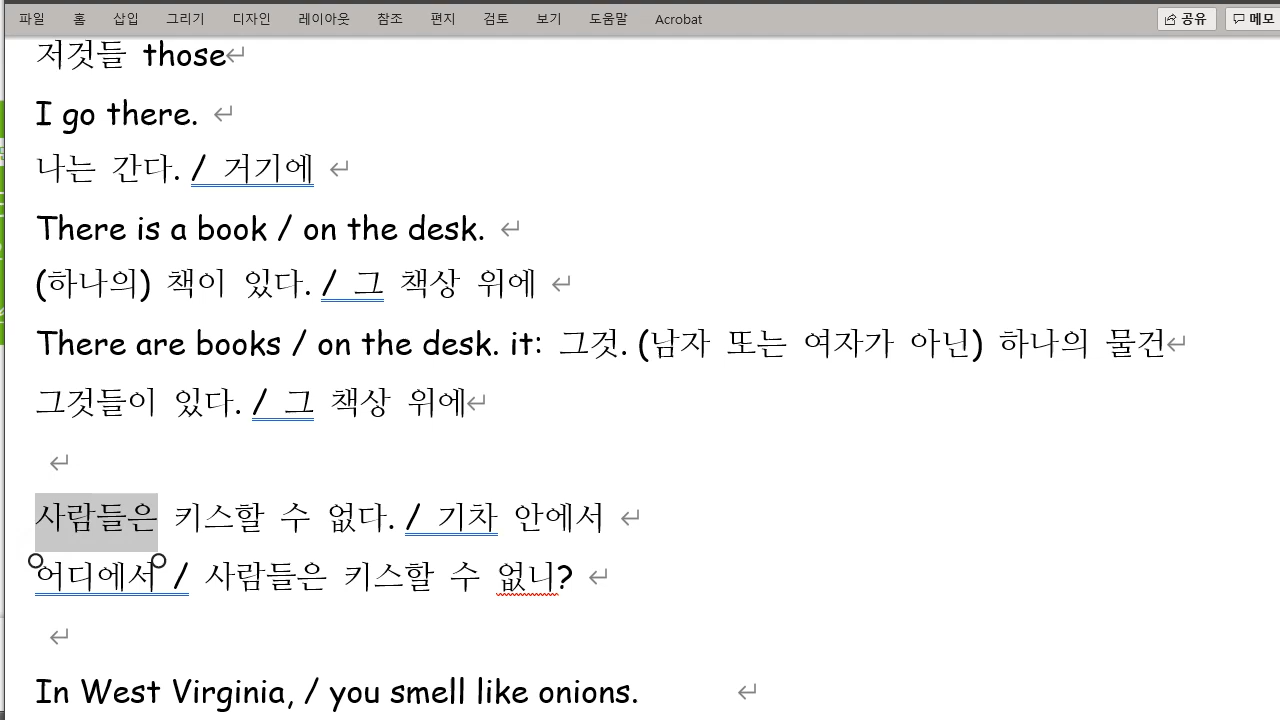 파일 홈 삽입 그리기 디자인 레이아웃 참조 편지 검토 보기 도움말 Acrobat 공유 메모
저것들 those
I go there.
나는 간다. / 거기에
There is a book / on the desk.
(하나의) 책이 있다. / 그 책상 위에
There are books / on the desk. it: 그것. (남자 또는 여자가 아닌) 하나의 물건
그것들이 있다. / 그 책상 위에
사람들은 키스할 수 없다. / 기차 안에서
어디에서 / 사람들은 키스할 수 없니?
In West Virginia, / you smell like onions.